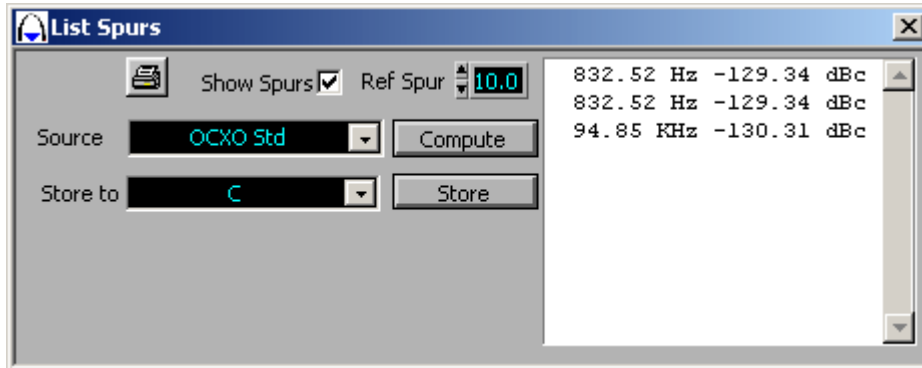 List Spurs
Show Spurs Ref Spur 10.0
Source OCXO Std Compute
Store to C Store
832.52 Hz -129.34 dBc
832.52 Hz -129.34 dBc
94.85 KHz -130.31 dBc